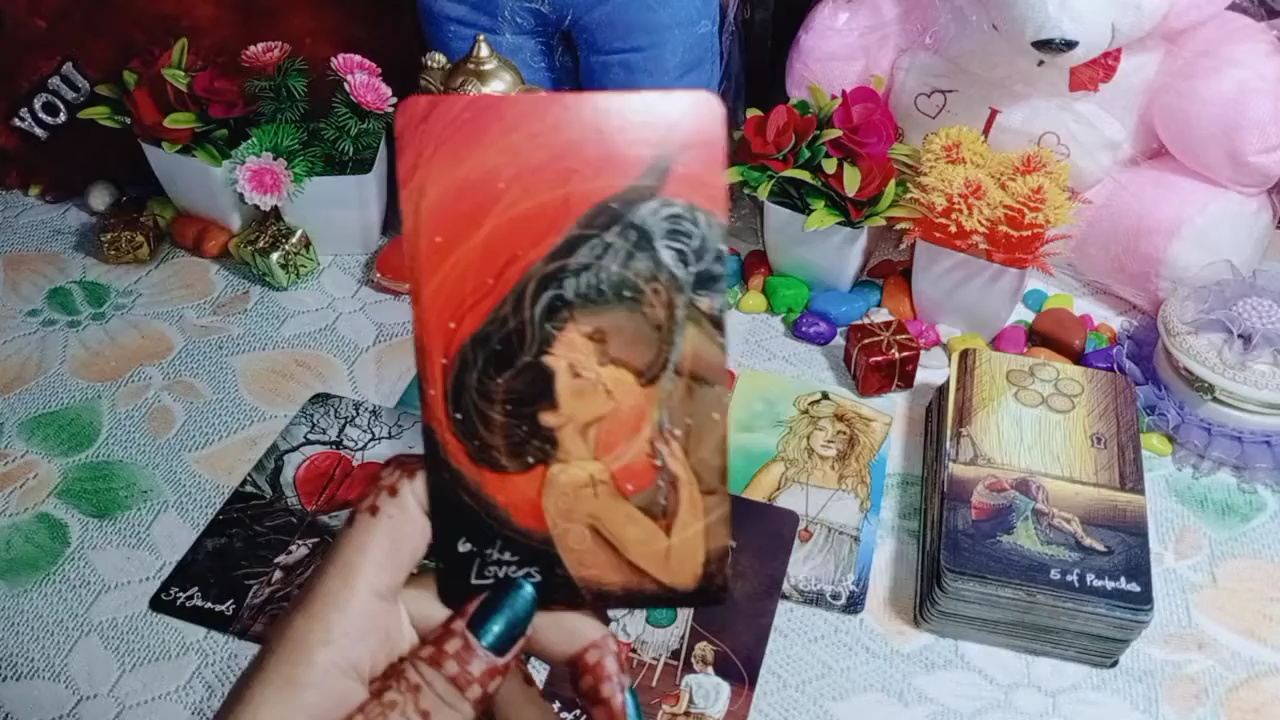 YOU
I
6. the
Lovers
3 of Swords
5 of Pentacles